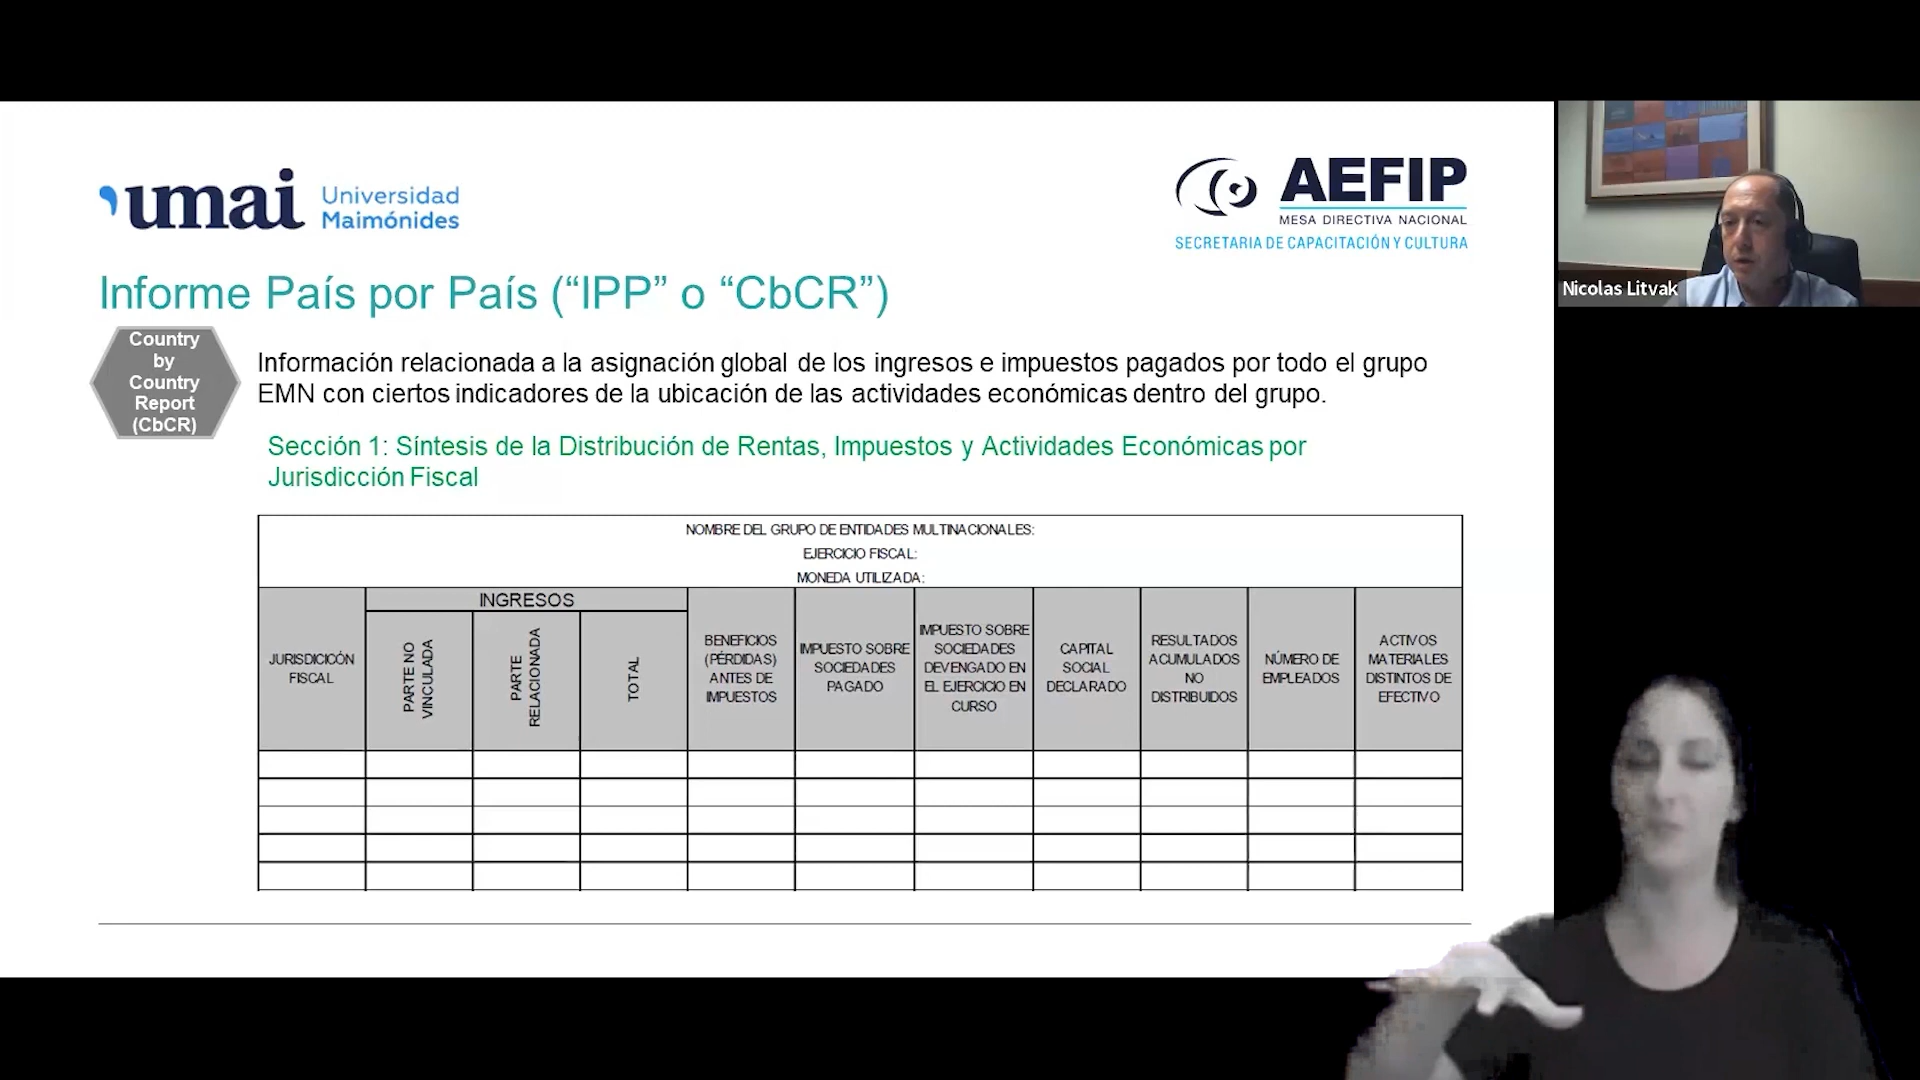 umai Universidad
Maimónides
AEFIP
MESA DIRECTIVA NACIONAL
SECRETARIA DE CAPACITACIÓN Y CULTURA
Nicolas Litvak
Informe País por País (“IPP” o “CbCR”)
Country
by
Country
Report
(CbCR)
Información relacionada a la asignación global de los ingresos e impuestos pagados por todo el grupo
EMN con ciertos indicadores de la ubicación de las actividades económicas dentro del grupo.
Sección 1: Síntesis de la Distribución de Rentas, Impuestos y Actividades Económicas por
Jurisdicción Fiscal
NOMBRE DEL GRUPO DE ENTIDADES MULTINACIONALES:
EJERCICIO FISCAL:
MONEDA UTILIZADA:
JURISDICICÓN
FISCAL
INGRESOS
PARTE NO
VINCULADA
PARTE
RELACIONADA
TOTAL
BENEFICIOS
(PÉRDIDAS)
ANTES DE
IMPUESTOS
IMPUESTO SOBRE
SOCIEDADES
PAGADO
IMPUESTO SOBRE
SOCIEDADES
DEVENGADO EN
EL EJERCICIO EN
CURSO
CAPITAL
SOCIAL
DECLARADO
RESULTADOS
ACUMULADOS
NO
DISTRIBUIDOS
NÚMERO DE
EMPLEADOS
ACTIVOS
MATERIALES
DISTINTOS DE
EFECTIVO